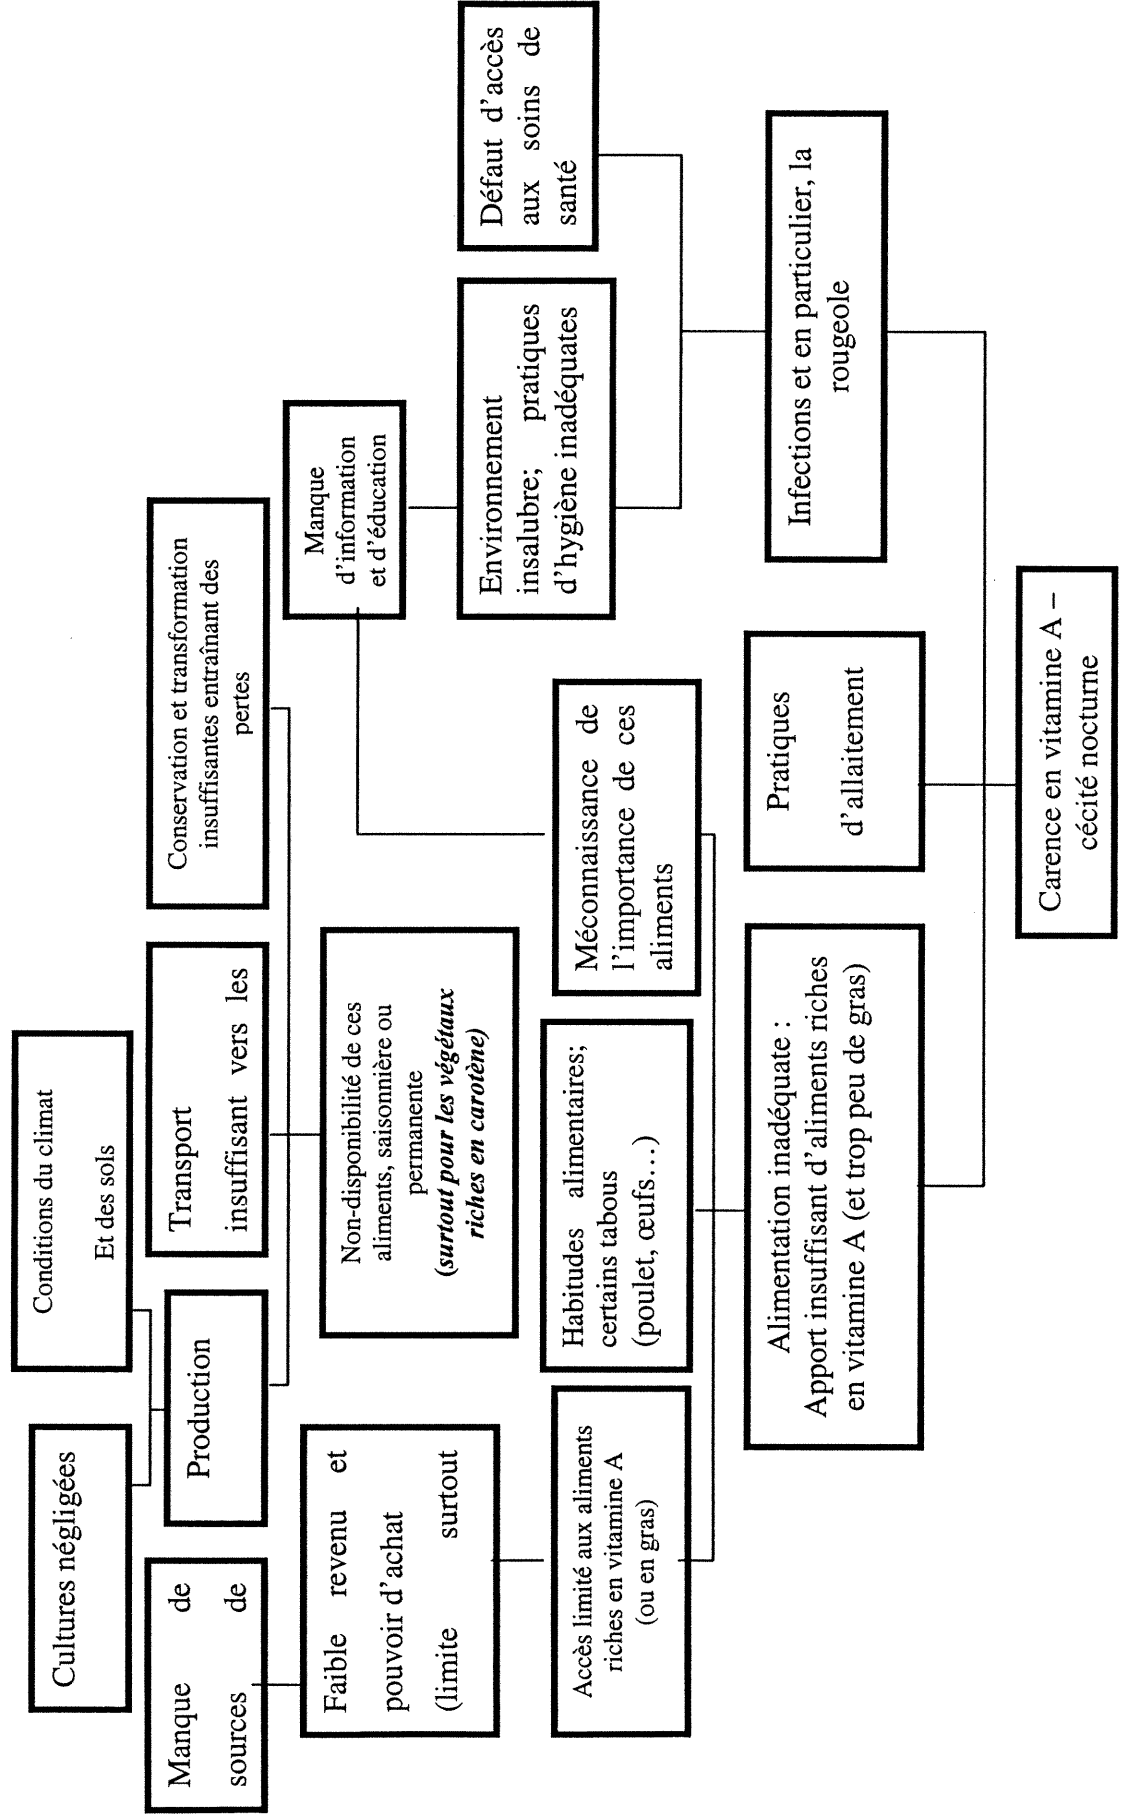 Cultures négligées
Conditions du climat
Et des sols
Manque de
sources de
Production
Transport
insuffisant vers les
Conservation et transformation
insuffisantes entraînant des
pertes
Faible revenu et
pouvoir d'achat
(limite surtout
Non-disponibilité de ces
aliments, saisonnière ou
permanente
(surtout pour les végétaux
riches en carotène)
Manque
d'information
et d'éducation
Accès limité aux aliments
riches en vitamine A
(ou en gras)
Habitudes alimentaires;
certains tabous
(poulet, œufs…)
Méconnaissance de
l'importance de ces
aliments
Environnement
insalubre; pratiques
d'hygiène inadéquates
Défaut d'accès
aux soins de
santé
Alimentation inadéquate :
Apport insuffisant d'aliments riches
en vitamine A (et trop peu de gras)
Pratiques
d'allaitement
Infections et en particulier, la
rougeole
Carence en vitamine A –
cécité nocturne